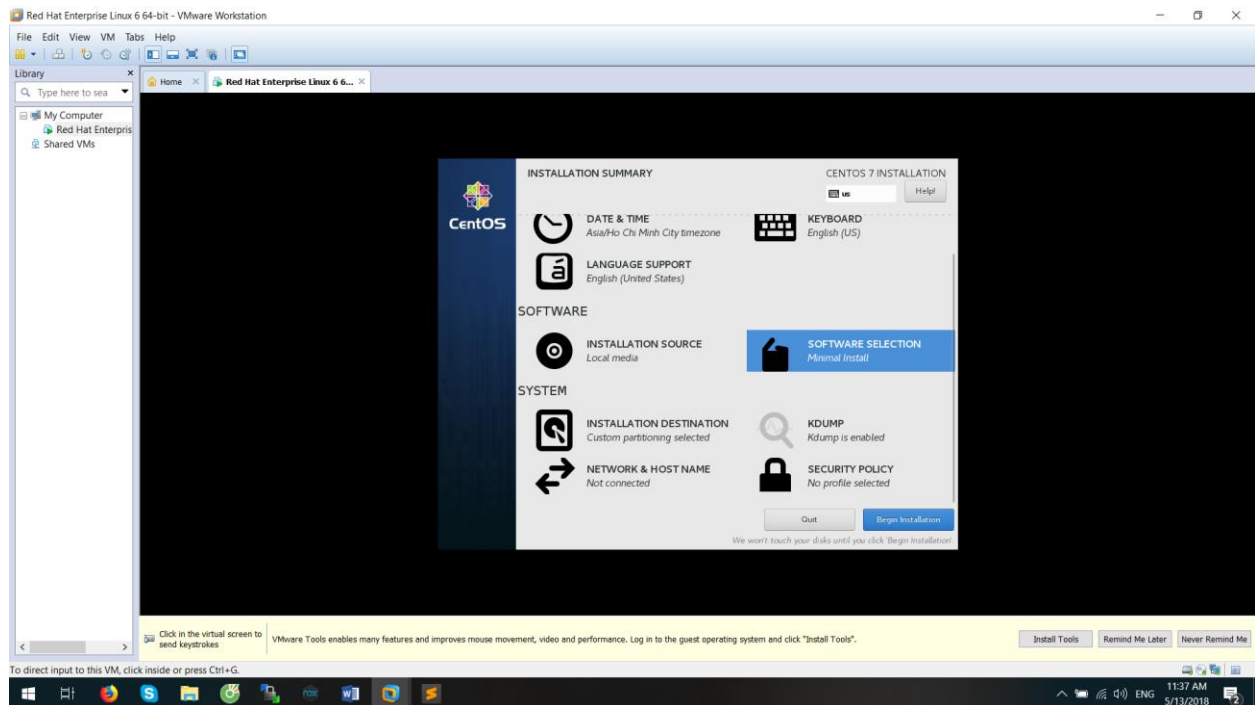 Red Hat Enterprise Linux 6 64-bit - VMware Workstation
File Edit View VM Tabs Help
Library
Type here to sea
My Computer
Red Hat Enterpris
Shared VMs
Home
Red Hat Enterprise Linux 6 6...
CentOS
INSTALLATION SUMMARY
CENTOS 7 INSTALLATION
us
Help!
DATE & TIME
Asia/Ho Chi Minh City timezone
KEYBOARD
English (US)
LANGUAGE SUPPORT
English (United States)
SOFTWARE
INSTALLATION SOURCE
Local media
SOFTWARE SELECTION
Minimal Install
SYSTEM
INSTALLATION DESTINATION
Custom partitioning selected
KDUMP
Kdump is enabled
NETWORK & HOST NAME
Not connected
SECURITY POLICY
No profile selected
Quit
Begin Installation
We won't touch your disks until you click 'Begin Installation'.
Click in the virtual screen to
send keystrokes
VMware Tools enables many features and improves mouse movement, video and performance. Log in to the guest operating system and click "Install Tools".
Install Tools
Remind Me Later
Never Remind Me
To direct input to this VM, click inside or press Ctrl+G.
ENG
11:37 AM
5/13/2018